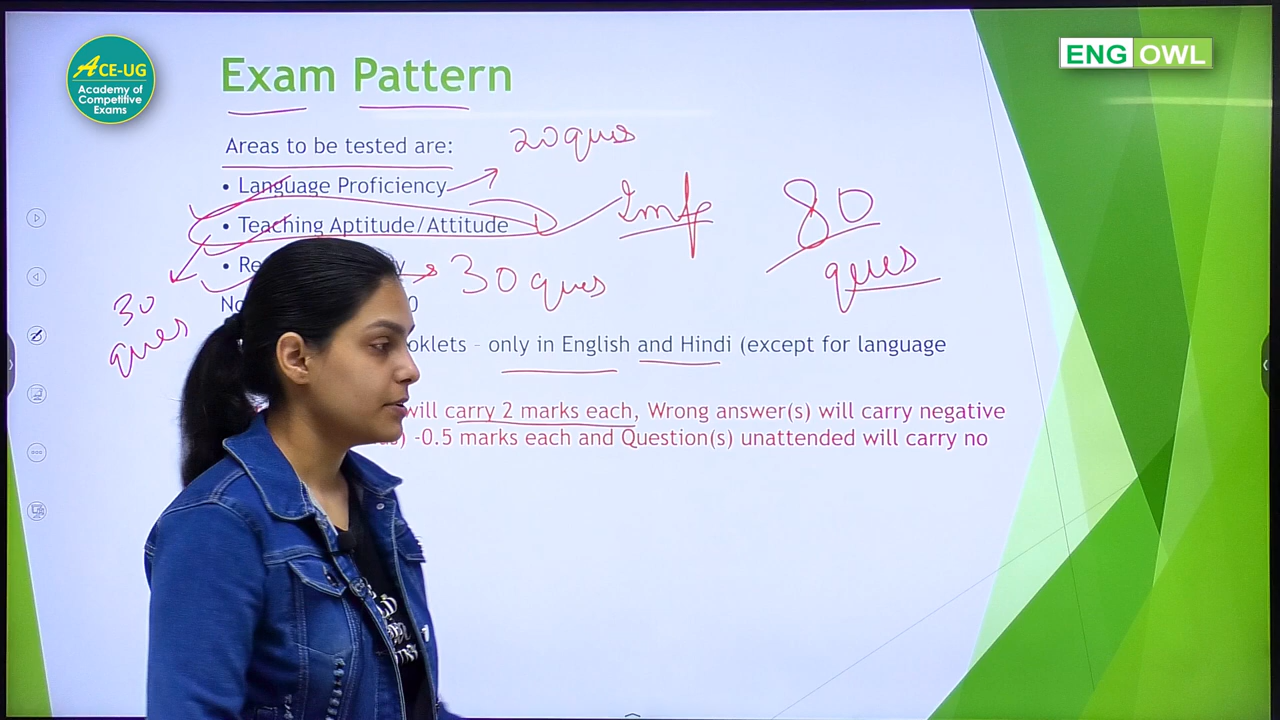 ACE-UG
Academy of
Competitive
Exams
Exam Pattern
ENG OWL
Areas to be tested are:
20 ques
• Language Proficiency
• Teaching Aptitude/Attitude
Imp
80
ques
• Re y
30 ques
30
ques
No 0
oklets – only in English and Hindi (except for language
will carry 2 marks each, Wrong answer(s) will carry negative
-0.5 marks each and Question(s) unattended will carry no